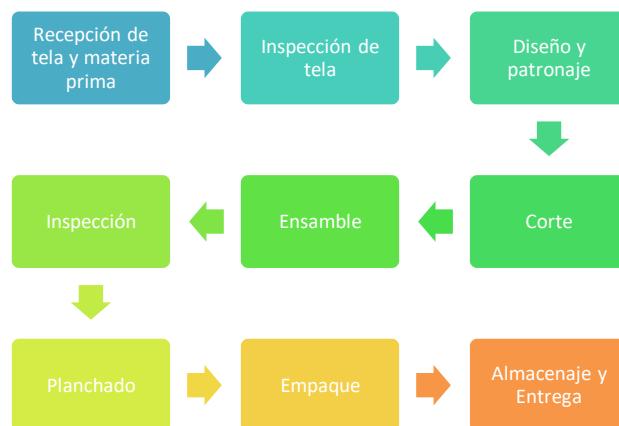 Recepción de
tela y materia
prima
Inspección de
tela
Diseño y
patronaje
Corte
Ensamble
Inspección
Planchado
Empaque
Almacenaje y
Entrega